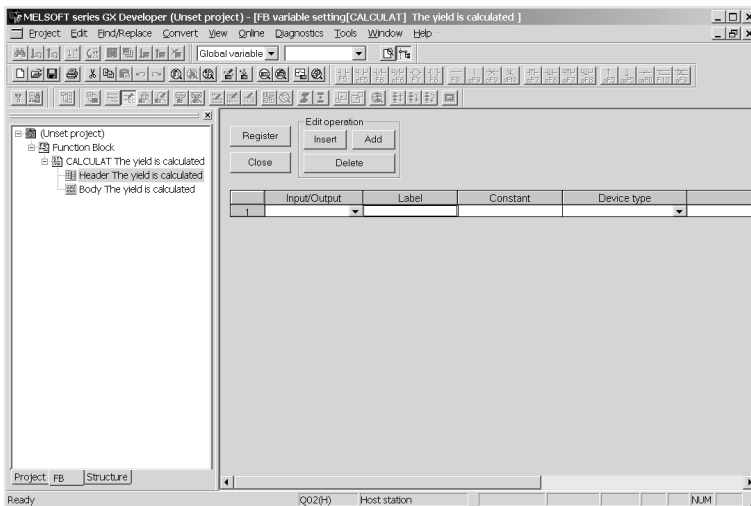 MELSOFT series GX Developer (Unset project) - [FB variable setting[CALCULAT] The yield is calculated ]
Project Edit Find/Replace Convert View Online Diagnostics Tools Window Help
Global variable
(Unset project)
Function Block
CALCULAT The yield is calculated
Header The yield is calculated
Body The yield is calculated
Project FB Structure
Register
Close
Edit operation
Insert Add
Delete
Input/Output Label Constant Device type
1
Ready Q02(H) Host station NUM